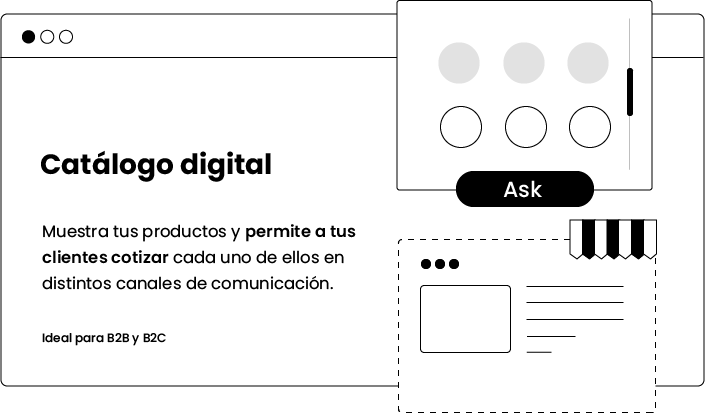 Catálogo digital
Muestra tus productos y permite a tus
clientes cotizar cada uno de ellos en
distintos canales de comunicación.
Ideal para B2B y B2C
Ask